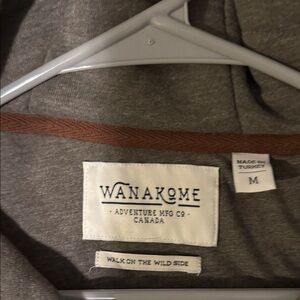 WANAKOME
· ADVENTURE MFG CO ·
CANADA
WALK ON THE WILD SIDE
MADE IN
TURKEY
M